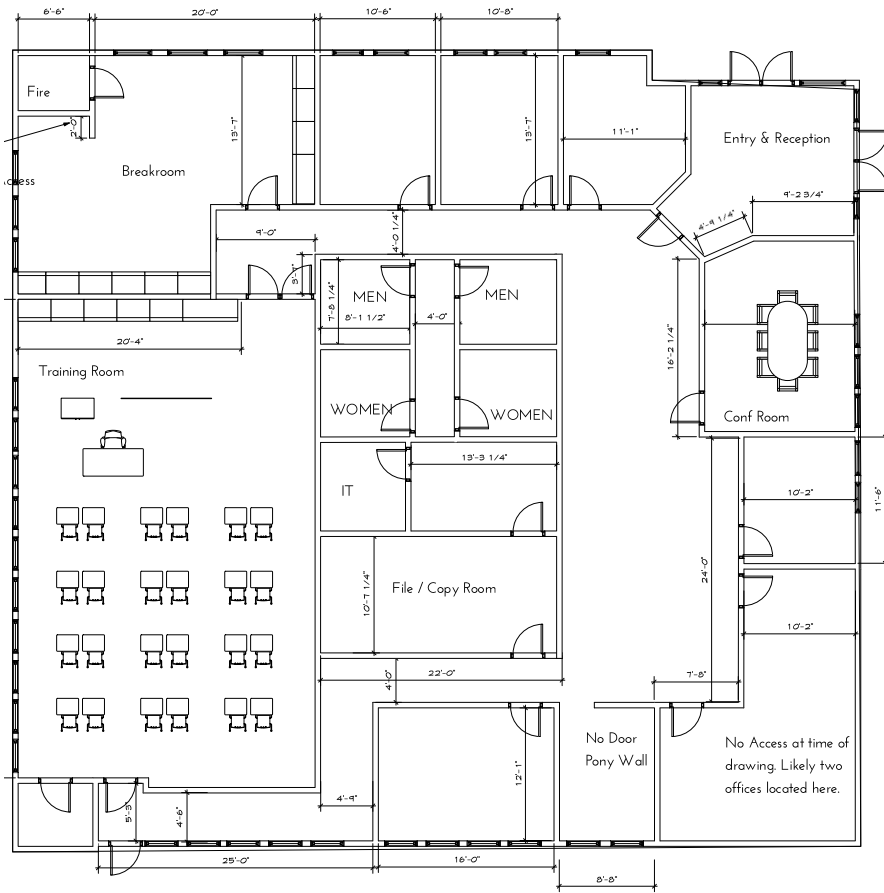 6'-6"
20'-0"
10'-6"
10'-8"
Fire
2'-0"
13'-7"
13'-7"
11'-1"
Entry & Reception
Breakroom
9'-2 3/4"
4'-9 1/4"
9'-0"
4'-0 1/4"
MEN
MEN
7'-8 1/4"
8'-1 1/2"
4'-0"
16'-2 1/4"
20'-4"
Training Room
WOMEN
WOMEN
Conf Room
13'-3 1/4"
IT
10'-2"
11'-6"
24'-0"
10'-7 1/4"
File / Copy Room
10'-2"
22'-0"
4'-0"
7'-8"
No Door
Pony Wall
No Access at time of
drawing. Likely two
offices located here.
12'-1"
4'-9"
5'-3"
4'-6"
25'-0"
16'-0"
8'-8"